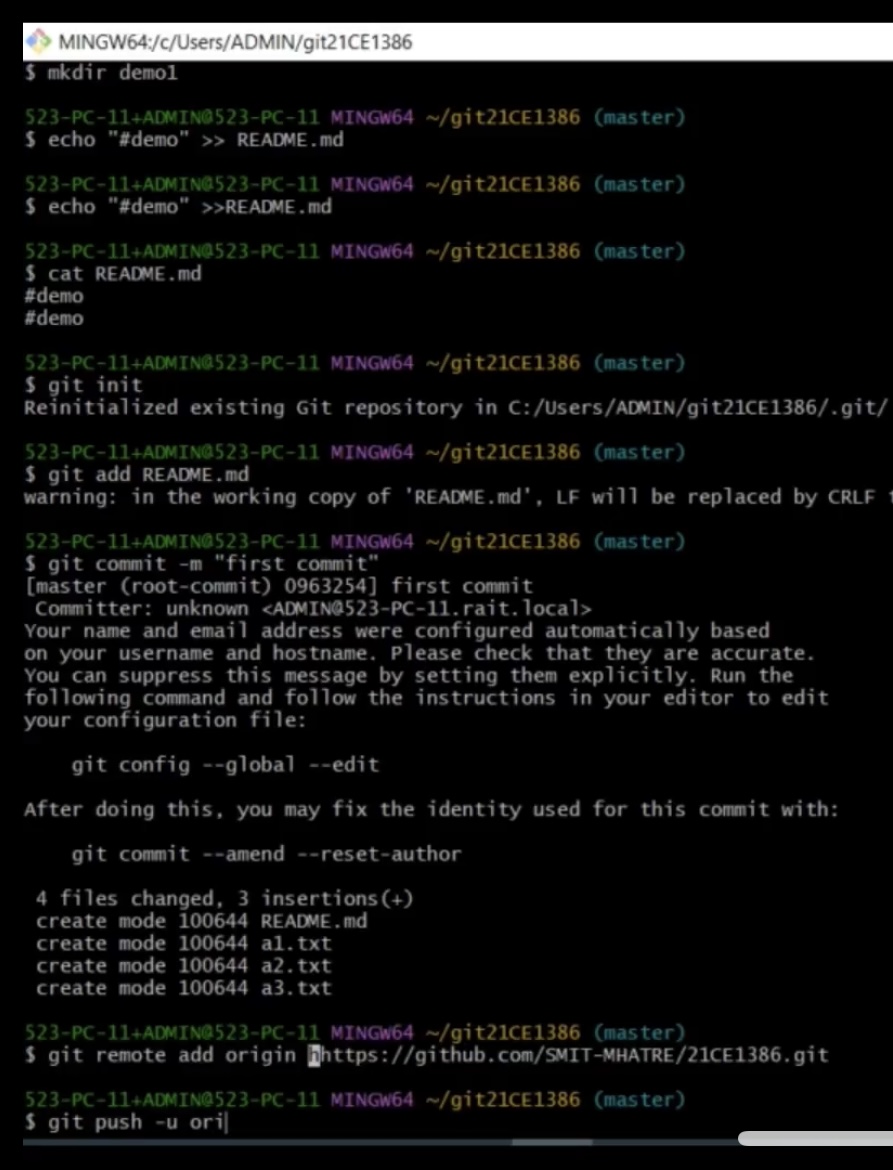 MINGW64:/c/Users/ADMIN/git21CE1386
$ mkdir demo1
523-PC-11+ADMIN@523-PC-11 MINGW64 ~/git21CE1386 (master)
$ echo "#demo" >> README.md
523-PC-11+ADMIN@523-PC-11 MINGW64 ~/git21CE1386 (master)
$ echo "#demo" >>README.md
523-PC-11+ADMIN@523-PC-11 MINGW64 ~/git21CE1386 (master)
$ cat README.md
#demo
#demo
523-PC-11+ADMIN@523-PC-11 MINGW64 ~/git21CE1386 (master)
$ git init
Reinitialized existing Git repository in C:/Users/ADMIN/git21CE1386/.git/
523-PC-11+ADMIN@523-PC-11 MINGW64 ~/git21CE1386 (master)
$ git add README.md
warning: in the working copy of 'README.md', LF will be replaced by CRLF
523-PC-11+ADMIN@523-PC-11 MINGW64 ~/git21CE1386 (master)
$ git commit -m "first commit"
[master (root-commit) 0963254] first commit
Committer: unknown <ADMIN@523-PC-11.rait.local>
Your name and email address were configured automatically based
on your username and hostname. Please check that they are accurate.
You can suppress this message by setting them explicitly. Run the
following command and follow the instructions in your editor to edit
your configuration file:
git config --global --edit
After doing this, you may fix the identity used for this commit with:
git commit --amend --reset-author
4 files changed, 3 insertions(+)
create mode 100644 README.md
create mode 100644 a1.txt
create mode 100644 a2.txt
create mode 100644 a3.txt
523-PC-11+ADMIN@523-PC-11 MINGW64 ~/git21CE1386 (master)
$ git remote add origin hhttps://github.com/SMIT-MHATRE/21CE1386.git
523-PC-11+ADMIN@523-PC-11 MINGW64 ~/git21CE1386 (master)
$ git push -u ori